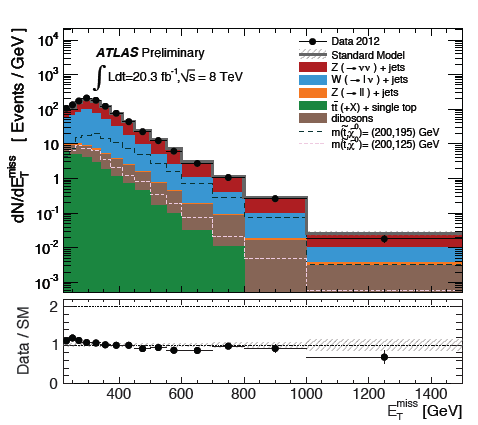 ATLAS Preliminary
∫ Ldt=20.3 fb⁻¹, √s = 8 TeV
Data 2012
Standard Model
Z (→ νν) + jets
W (→ l ν) + jets
Z (→ ll) + jets
tt̄ (+X) + single top
dibosons
m(t̃,χ̃⁰)= (200,195) GeV
m(t̃,χ̃⁰)= (200,125) GeV
dN/dE_T^miss [ Events / GeV ]
10⁴
10³
10²
10
1
10⁻¹
10⁻²
10⁻³
Data / SM
2
1
0
400 600 800 1000 1200 1400
E_T^miss [GeV]